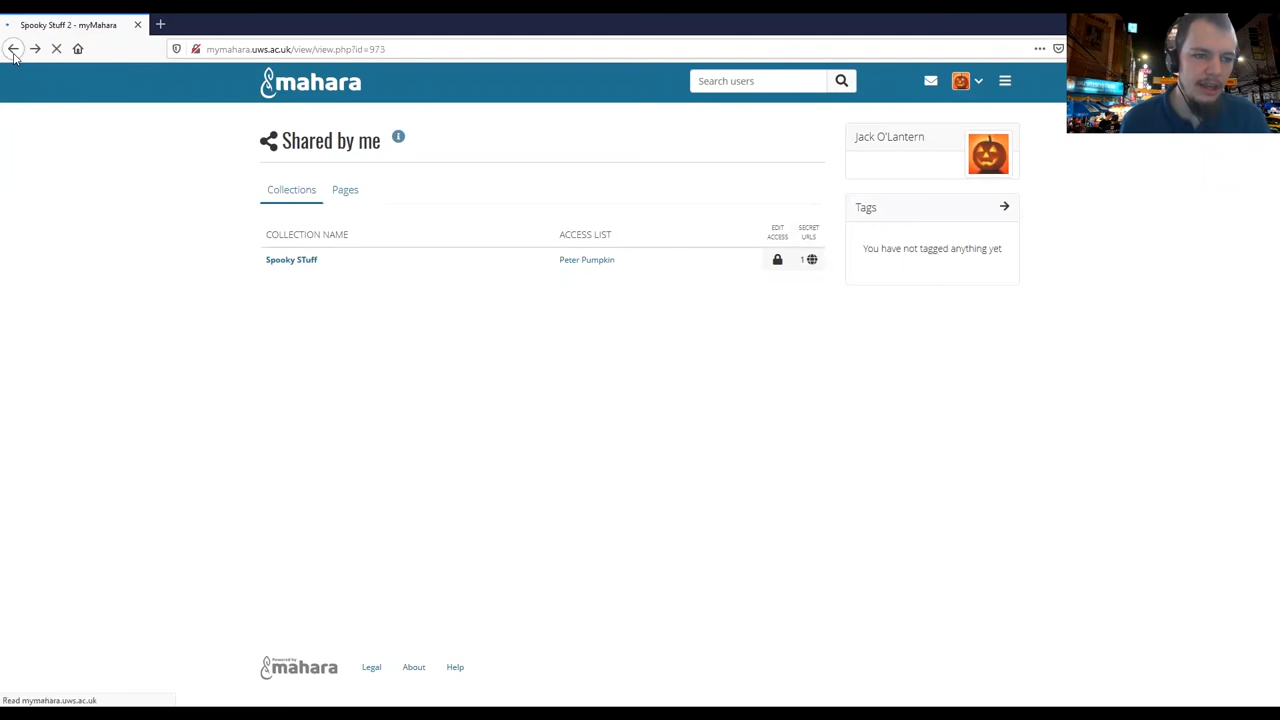 Spooky Stuff 2 - myMahara
mymahara.uws.ac.uk/view/view.php?id=973
mahara
Search users
Shared by me
Jack O'Lantern
Collections Pages
Tags
COLLECTION NAME ACCESS LIST EDIT ACCESS SECRET URLS
You have not tagged anything yet
Spooky STuff Peter Pumpkin 1
Powered by
mahara Legal About Help
Read mymahara.uws.ac.uk